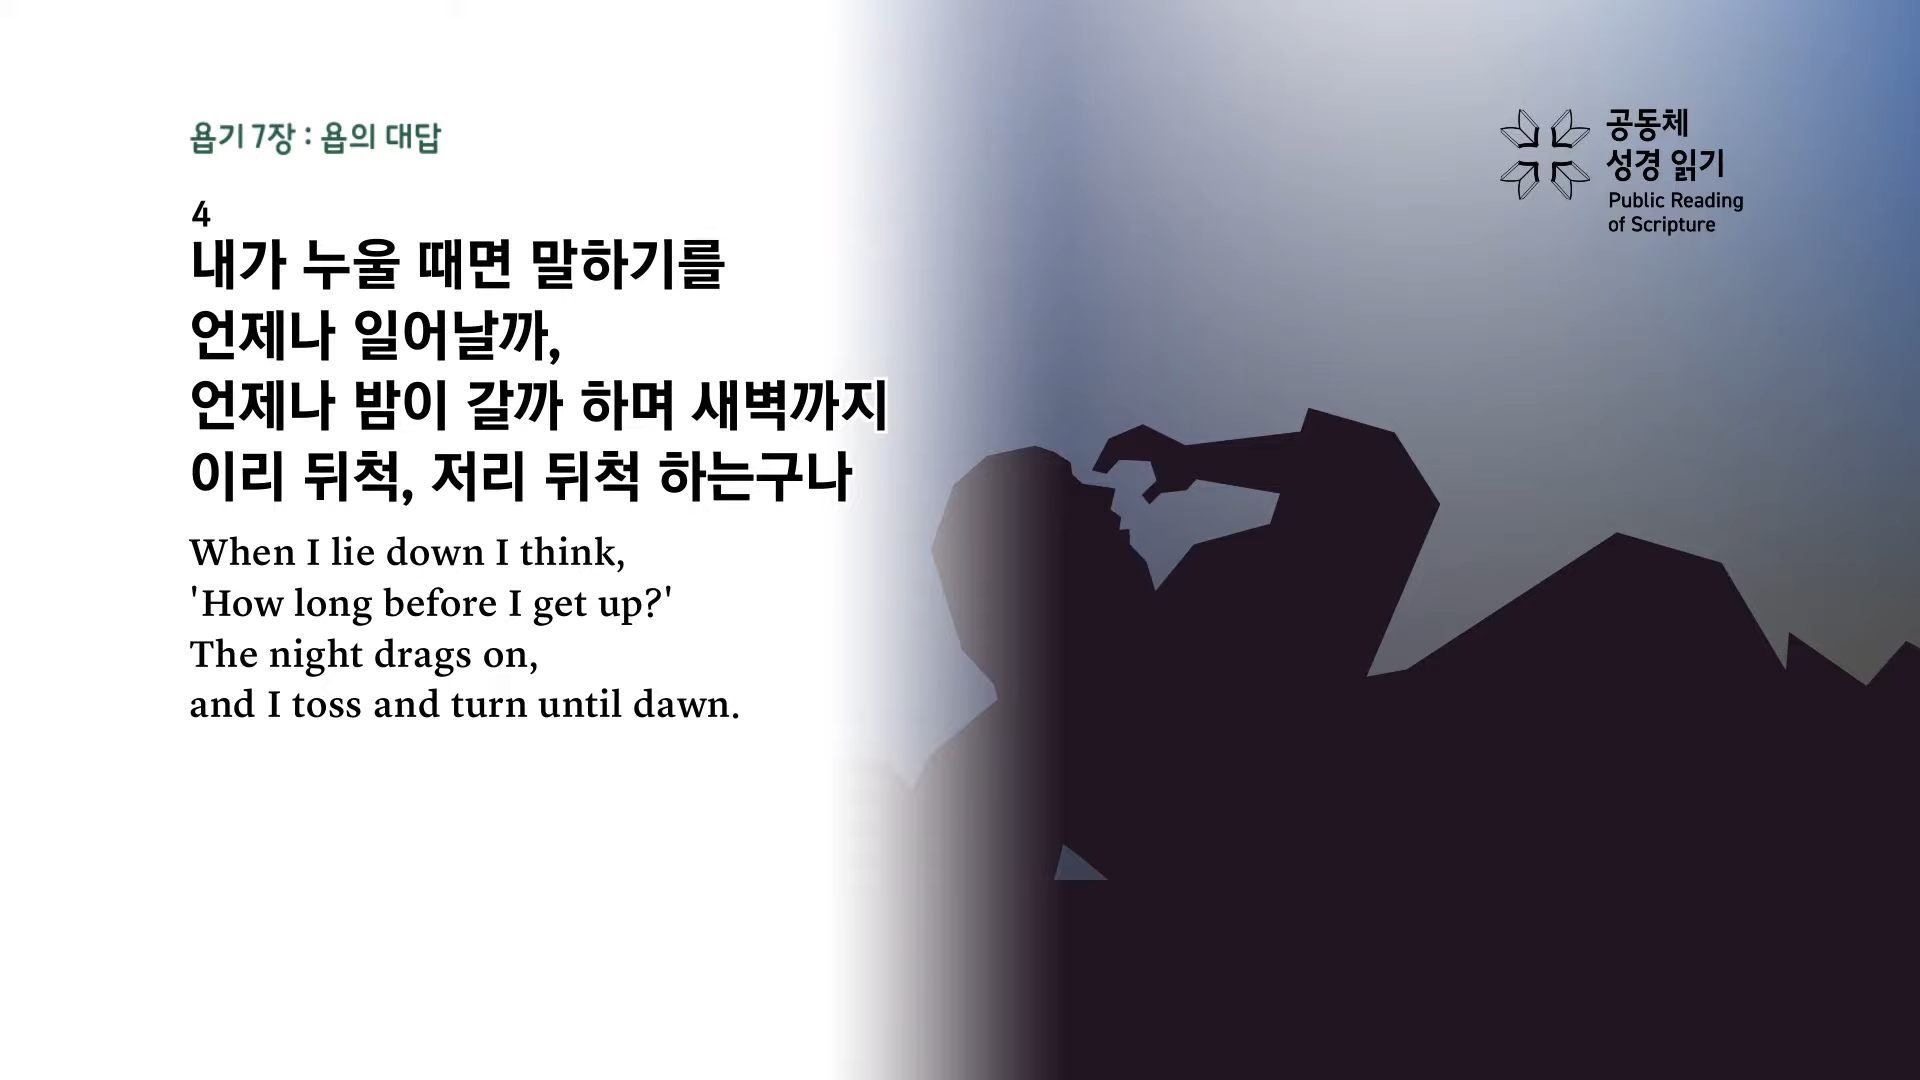 욥기 7장 : 욥의 대답
4
내가 누울 때면 말하기를
언제나 일어날까,
언제나 밤이 갈까 하며 새벽까지
이리 뒤척, 저리 뒤척 하는구나
When I lie down I think,
'How long before I get up?'
The night drags on,
and I toss and turn until dawn.
공동체
성경 읽기
Public Reading
of Scripture